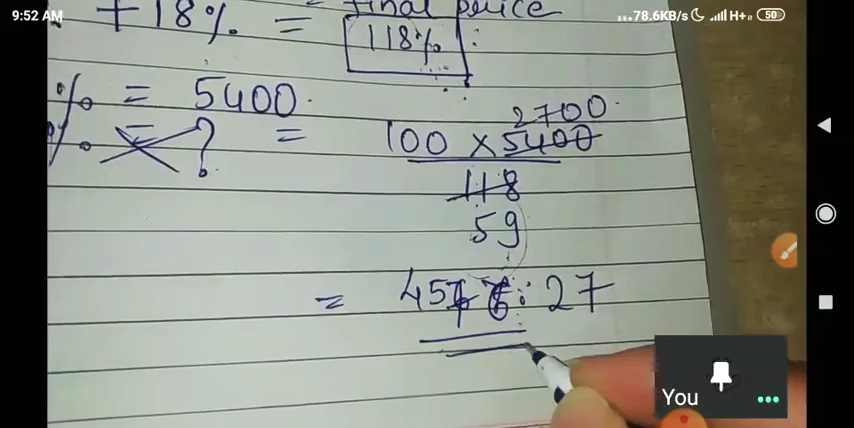 9:52 AM
...78.6KB/s H+ 50
+ 18% = final price
118%
% = 5400.
%. = ? = 100 × 5400
2700
118
59
= 4576.27
You